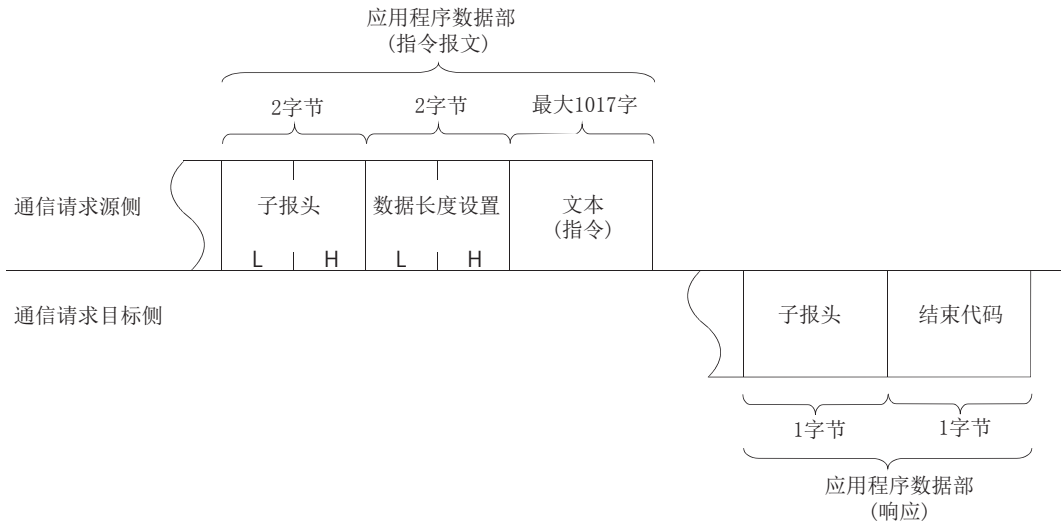 应用程序数据部
(指令报文)
2字节
2字节
最大1017字
通信请求源侧
子报头
数据长度设置
文本
(指令)
L
H
L
H
通信请求目标侧
子报头
结束代码
1字节
1字节
应用程序数据部
(响应)